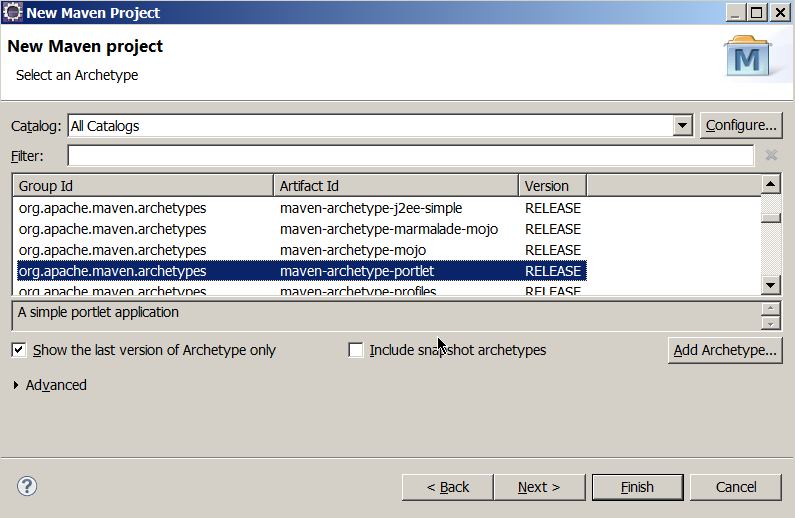 New Maven Project
New Maven project
Select an Archetype
M
Catalog: All Catalogs Configure...
Filter:
Group Id Artifact Id Version
org.apache.maven.archetypes maven-archetype-j2ee-simple RELEASE
org.apache.maven.archetypes maven-archetype-marmalade-mojo RELEASE
org.apache.maven.archetypes maven-archetype-mojo RELEASE
org.apache.maven.archetypes maven-archetype-portlet RELEASE
org.apache.maven.archetypes maven-archetype-profiles RELEASE
A simple portlet application
Show the last version of Archetype only Include snapshot archetypes Add Archetype...
Advanced
? < Back Next > Finish Cancel